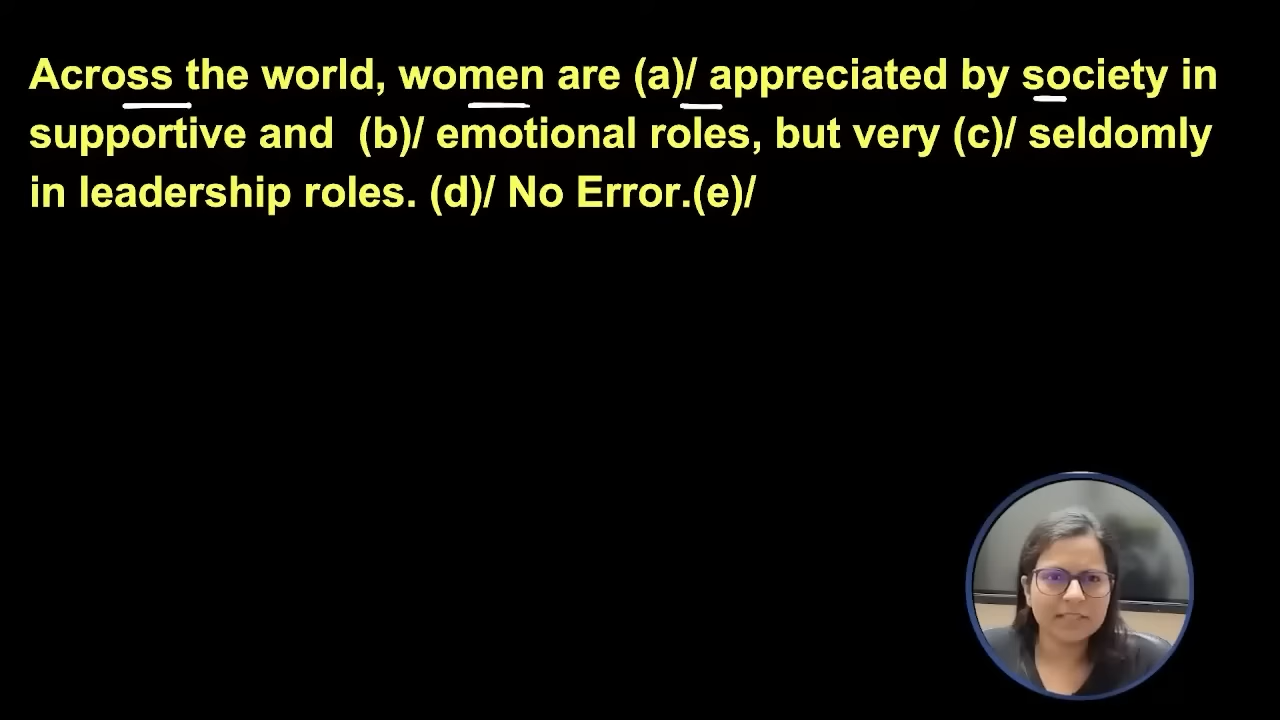 Across the world, women are (a)/ appreciated by society in
supportive and (b)/ emotional roles, but very (c)/ seldomly
in leadership roles. (d)/ No Error.(e)/